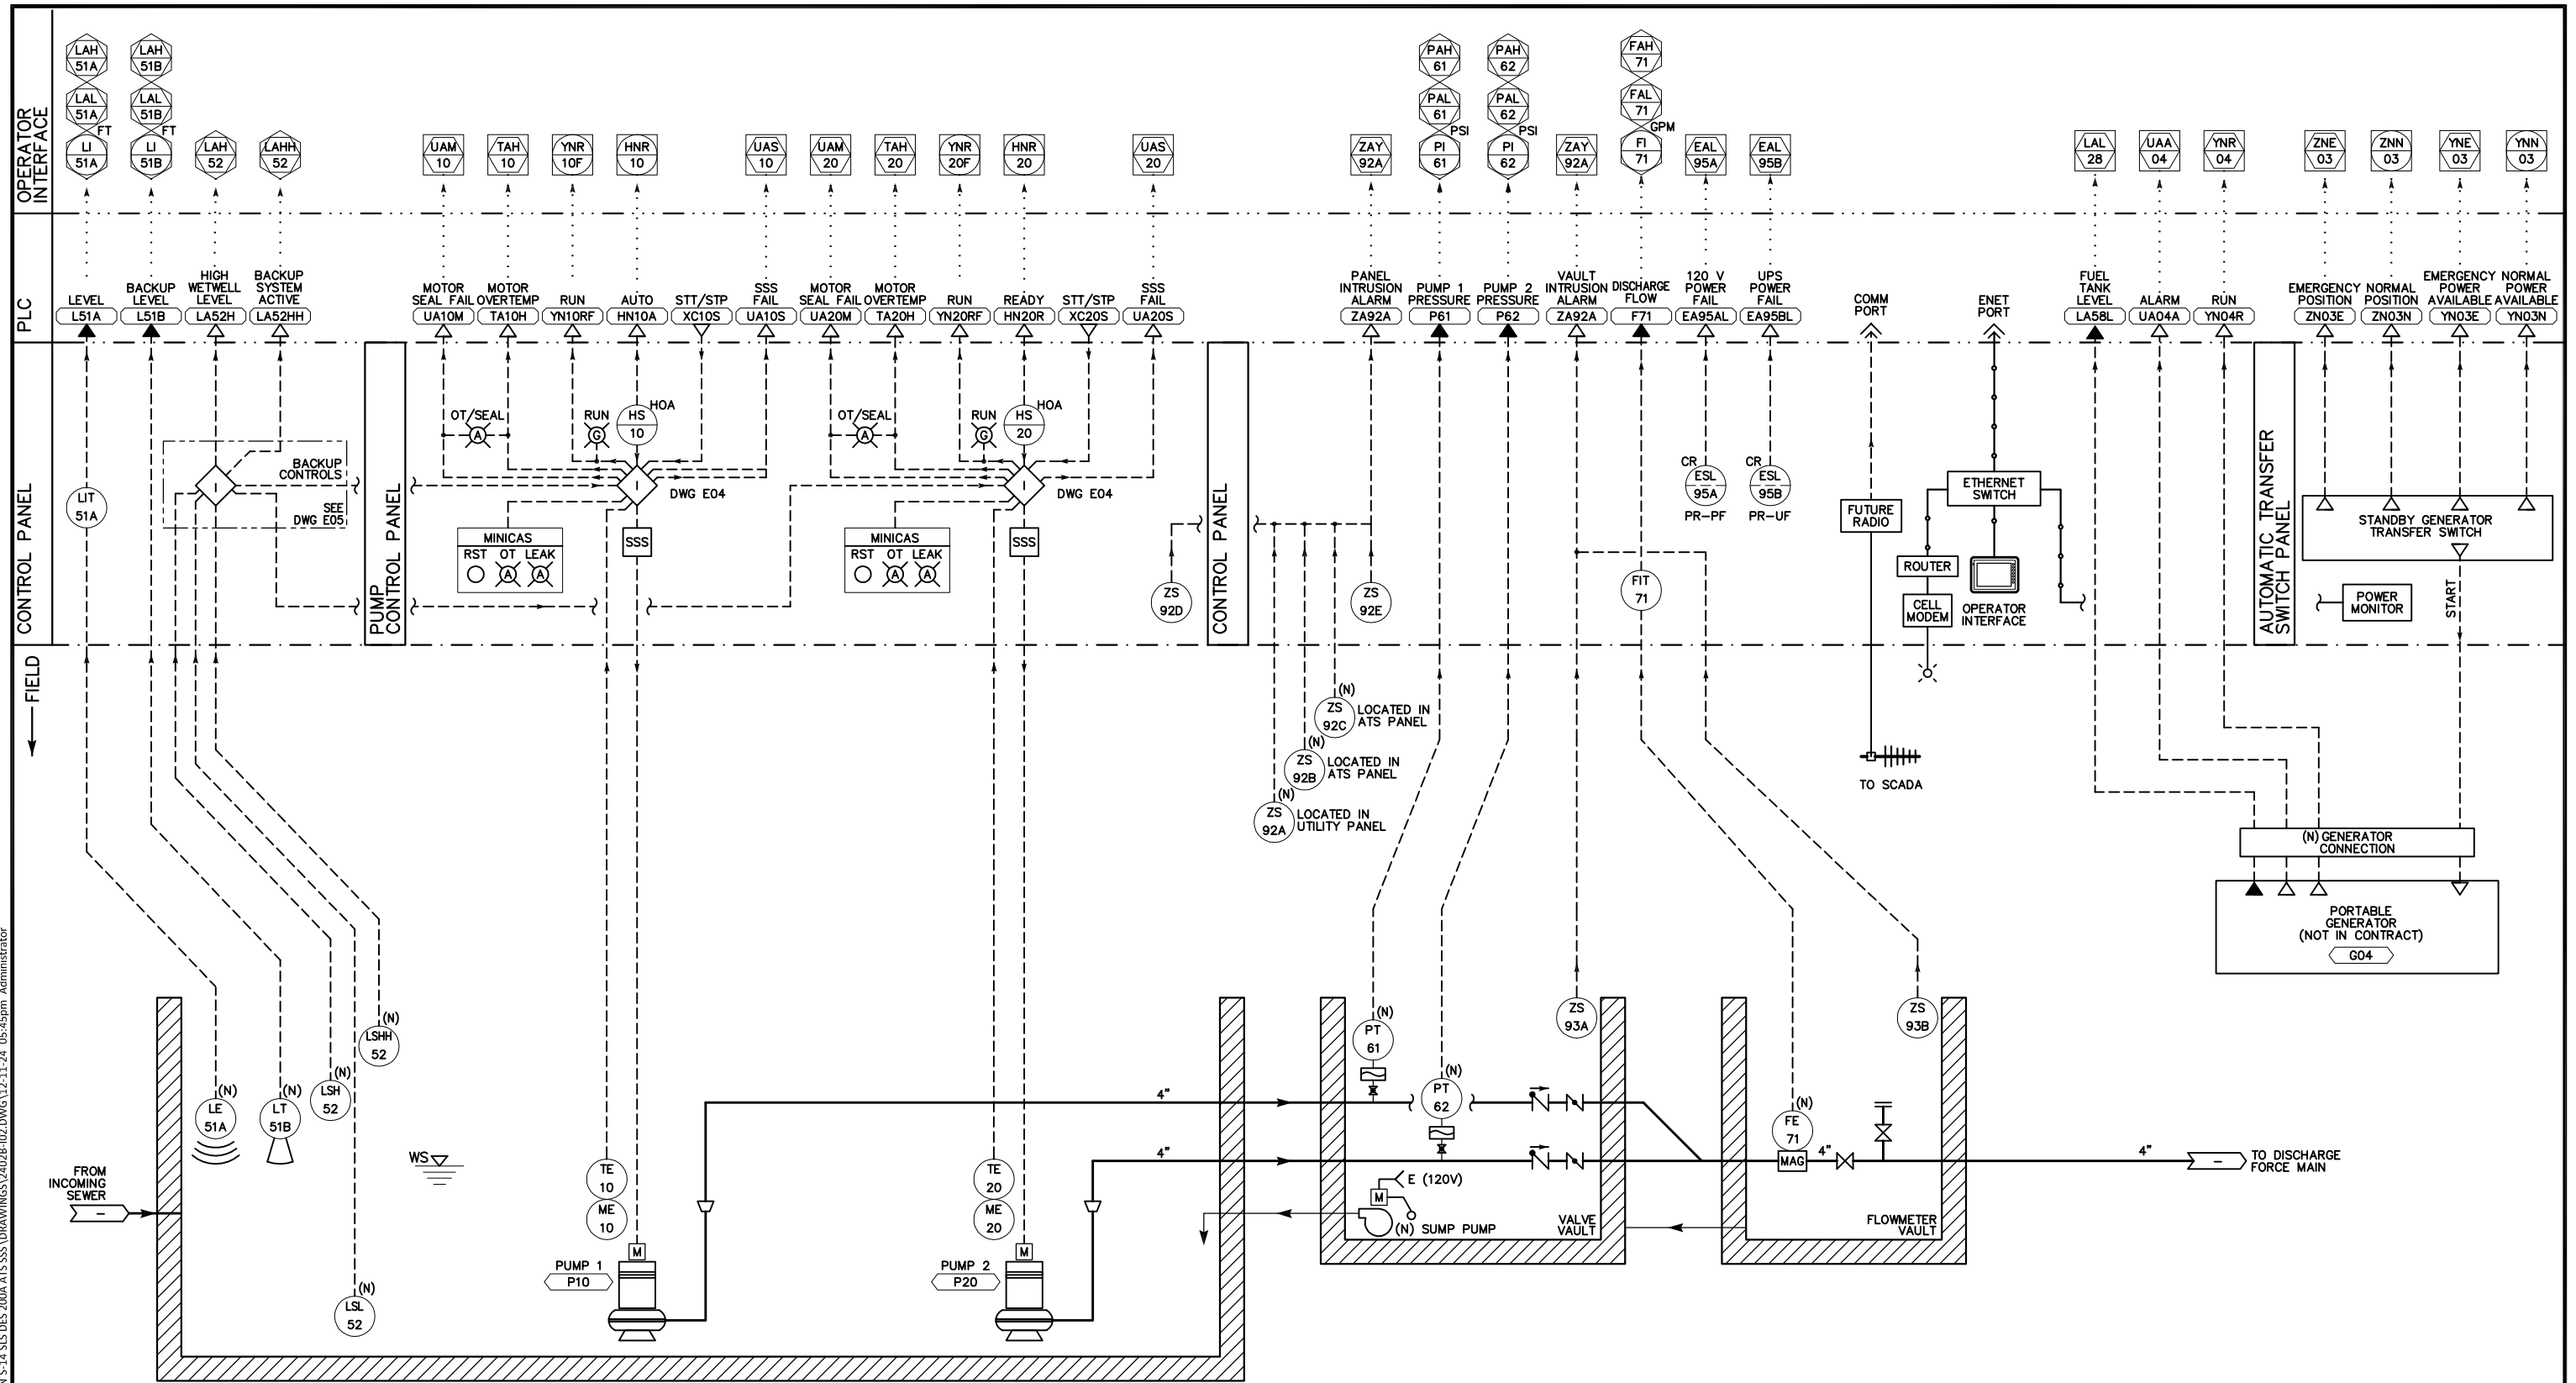 OPERATOR
INTERFACE
LAH
51A
LAL
51A
FT
LI
51A
LAH
51B
LAL
51B
FT
LI
51B
LAH
52
LAHH
52
UAM
10
TAH
10
YNR
10F
HNR
10
UAS
10
UAM
20
TAH
20
YNR
20F
HNR
20
UAS
20
ZAY
92A
PAH
61
PAL
61
PSI
PI
61
PAH
62
PAL
62
PSI
PI
62
ZAY
92A
FAH
71
FAL
71
GPM
FI
71
EAL
95A
EAL
95B
LAL
28
UAA
04
YNR
04
ZNE
03
ZNN
03
YNE
03
YNN
03
PLC
LEVEL
L51A
BACKUP
LEVEL
L51B
HIGH
WETWELL
LEVEL
LA52H
BACKUP
SYSTEM
ACTIVE
LA52HH
MOTOR
SEAL FAIL
UA10M
MOTOR
OVERTEMP
TA10H
RUN
YN10RF
AUTO
HN10A
STT/STP
XC10S
SSS
FAIL
UA10S
MOTOR
SEAL FAIL
UA20M
MOTOR
OVERTEMP
TA20H
RUN
YN20RF
READY
HN20R
STT/STP
XC20S
SSS
FAIL
UA20S
PANEL
INTRUSION
ALARM
ZA92A
PUMP 1
PRESSURE
P61
PUMP 2
PRESSURE
P62
VAULT
INTRUSION
ALARM
ZA92A
DISCHARGE
FLOW
F71
120 V
POWER
FAIL
EA95AL
UPS
POWER
FAIL
EA95BL
COMM
PORT
ENET
PORT
FUEL
TANK
LEVEL
LA58L
ALARM
UA04A
RUN
YN04R
EMERGENCY
POSITION
ZN03E
NORMAL
POSITION
ZN03N
EMERGENCY
POWER
AVAILABLE
YN03E
NORMAL
POWER
AVAILABLE
YN03N
CONTROL PANEL
LIT
51A
I
BACKUP
CONTROLS
SEE
DWG E05
PUMP
CONTROL PANEL
OT/SEAL
A
RUN
G
HS
10
HOA
I
DWG E04
MINICAS
RST OT LEAK
A A
SSS
OT/SEAL
A
RUN
G
HS
20
HOA
I
DWG E04
MINICAS
RST OT LEAK
A A
SSS
ZS
92D
CONTROL PANEL
ZS
92E
FIT
71
CR
ESL
95A
PR-PF
CR
ESL
95B
PR-UF
FUTURE
RADIO
ETHERNET
SWITCH
ROUTER
CELL
MODEM
OPERATOR
INTERFACE
AUTOMATIC TRANSFER
SWITCH PANEL
STANDBY GENERATOR
TRANSFER SWITCH
POWER
MONITOR
START
FIELD
(N)
ZS
92C
LOCATED IN
ATS PANEL
(N)
ZS
92B
LOCATED IN
ATS PANEL
(N)
ZS
92A
LOCATED IN
UTILITY PANEL
TO SCADA
(N) GENERATOR
CONNECTION
PORTABLE
GENERATOR
(NOT IN CONTRACT)
G04
(N)
LSHH
52
(N)
LSH
52
(N)
LE
51A
(N)
LT
51B
(N)
LSL
52
WS
FROM
INCOMING
SEWER
-
TE
10
ME
10
M
PUMP 1
P10
TE
20
ME
20
M
PUMP 2
P20
4"
4"
(N)
PT
61
(N)
PT
62
ZS
93A
E (120V)
M
(N) SUMP PUMP
VALVE
VAULT
ZS
93B
(N)
FE
71
MAG
4"
FLOWMETER
VAULT
4"
-
TO DISCHARGE
FORCE MAIN
N S-14 SLS DES 200A ATS SSS\DRAWINGS\2402B-I02.DWG\12-11-24 05:45pm Administrator